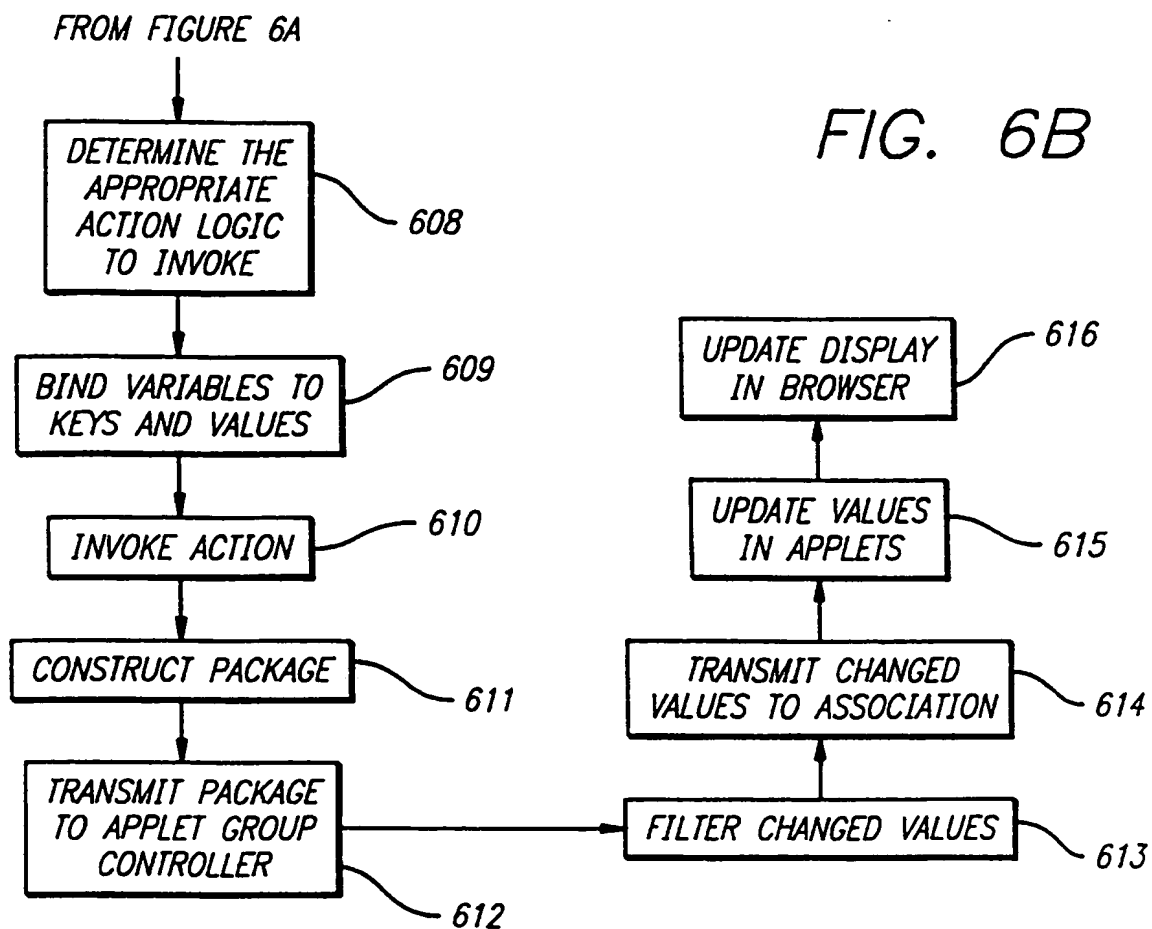 FROM FIGURE 6A
FIG. 6B
DETERMINE THE
APPROPRIATE
ACTION LOGIC
TO INVOKE
608
BIND VARIABLES TO
KEYS AND VALUES
609
INVOKE ACTION
610
CONSTRUCT PACKAGE
611
TRANSMIT PACKAGE
TO APPLET GROUP
CONTROLLER
612
FILTER CHANGED VALUES
613
TRANSMIT CHANGED
VALUES TO ASSOCIATION
614
UPDATE VALUES
IN APPLETS
615
UPDATE DISPLAY
IN BROWSER
616